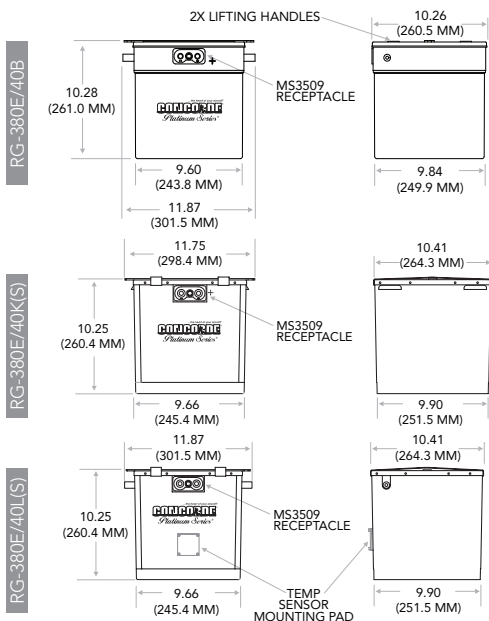 RG-380E/40B
2X LIFTING HANDLES
10.26
(260.5 MM)
10.28
(261.0 MM)
MS3509
RECEPTACLE
CONCORDE
Platinum Series®
9.60
(243.8 MM)
9.84
(249.9 MM)
11.87
(301.5 MM)
RG-380E/40K(S)
11.75
(298.4 MM)
10.41
(264.3 MM)
10.25
(260.4 MM)
MS3509
RECEPTACLE
CONCORDE
Platinum Series®
9.66
(245.4 MM)
9.90
(251.5 MM)
RG-380E/40L(S)
11.87
(301.5 MM)
10.41
(264.3 MM)
10.25
(260.4 MM)
MS3509
RECEPTACLE
CONCORDE
Platinum Series®
9.66
(245.4 MM)
TEMP
SENSOR
MOUNTING PAD
9.90
(251.5 MM)